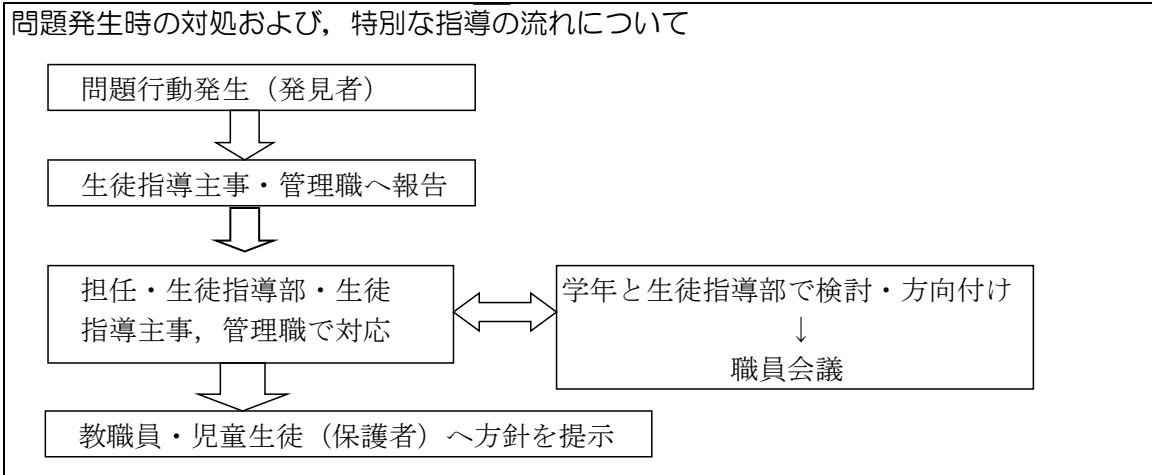 問題発生時の対処および，特別な指導の流れについて
問題行動発生（発見者）
生徒指導主事・管理職へ報告
担任・生徒指導部・生徒
指導主事，管理職で対応
学年と生徒指導部で検討・方向付け
↓
職員会議
教職員・児童生徒（保護者）へ方針を提示